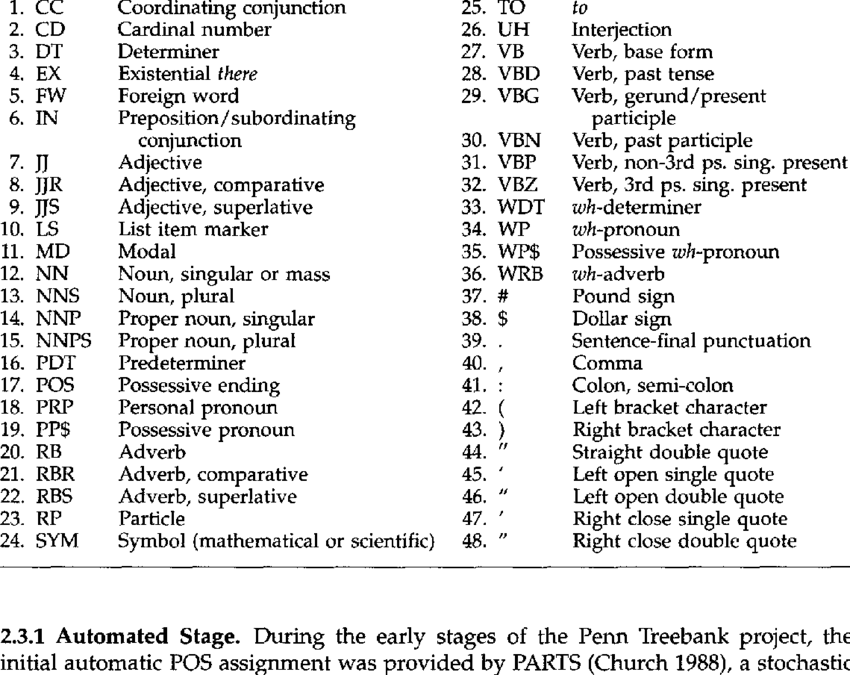 1. CC Coordinating conjunction
2. CD Cardinal number
3. DT Determiner
4. EX Existential there
5. FW Foreign word
6. IN Preposition/subordinating
conjunction
7. JJ Adjective
8. JJR Adjective, comparative
9. JJS Adjective, superlative
10. LS List item marker
11. MD Modal
12. NN Noun, singular or mass
13. NNS Noun, plural
14. NNP Proper noun, singular
15. NNPS Proper noun, plural
16. PDT Predeterminer
17. POS Possessive ending
18. PRP Personal pronoun
19. PP$ Possessive pronoun
20. RB Adverb
21. RBR Adverb, comparative
22. RBS Adverb, superlative
23. RP Particle
24. SYM Symbol (mathematical or scientific)
25. TO to
26. UH Interjection
27. VB Verb, base form
28. VBD Verb, past tense
29. VBG Verb, gerund/present
participle
30. VBN Verb, past participle
31. VBP Verb, non-3rd ps. sing. present
32. VBZ Verb, 3rd ps. sing. present
33. WDT wh-determiner
34. WP wh-pronoun
35. WP$ Possessive wh-pronoun
36. WRB wh-adverb
37. # Pound sign
38. $ Dollar sign
39. . Sentence-final punctuation
40. , Comma
41. : Colon, semi-colon
42. ( Left bracket character
43. ) Right bracket character
44. " Straight double quote
45. ' Left open single quote
46. " Left open double quote
47. ' Right close single quote
48. " Right close double quote
2.3.1 Automated Stage. During the early stages of the Penn Treebank project, the
initial automatic POS assignment was provided by PARTS (Church 1988), a stochastic